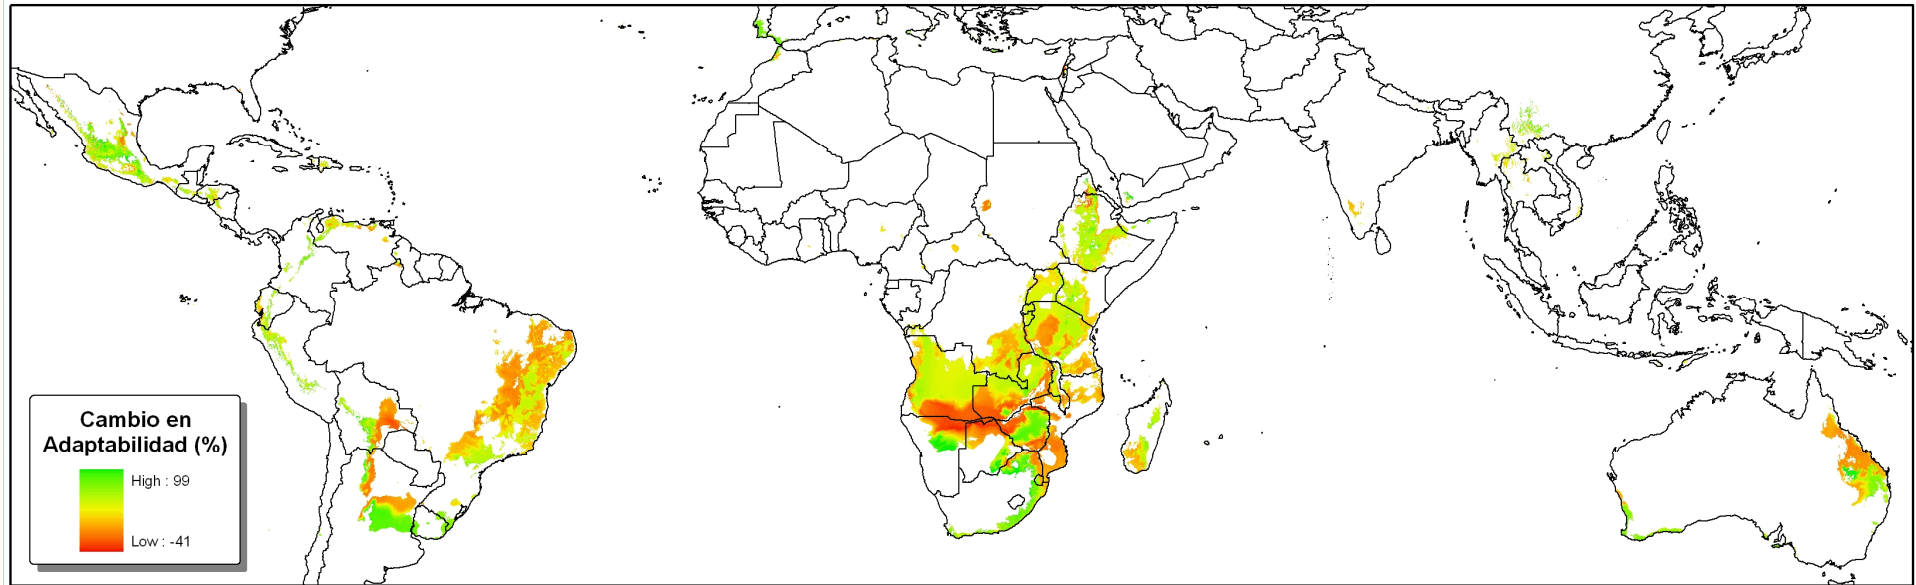 Cambio en
Adaptabilidad (%)
High : 99
Low : -41